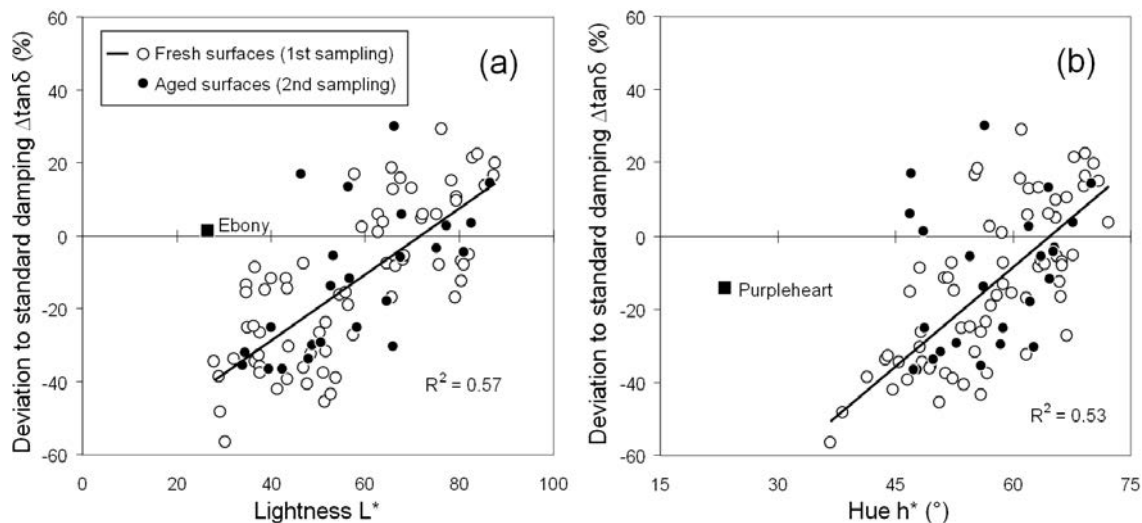 Deviation to standard damping Δtanδ (%)
60
40
20
0
-20
-40
-60
Fresh surfaces (1st sampling)
Aged surfaces (2nd sampling)
(a)
Ebony
R² = 0.57
0 20 40 60 80 100
Lightness L*
Deviation to standard damping Δtanδ (%)
60
40
20
0
-20
-40
-60
(b)
Purpleheart
R² = 0.53
15 30 45 60 75
Hue h* (°)